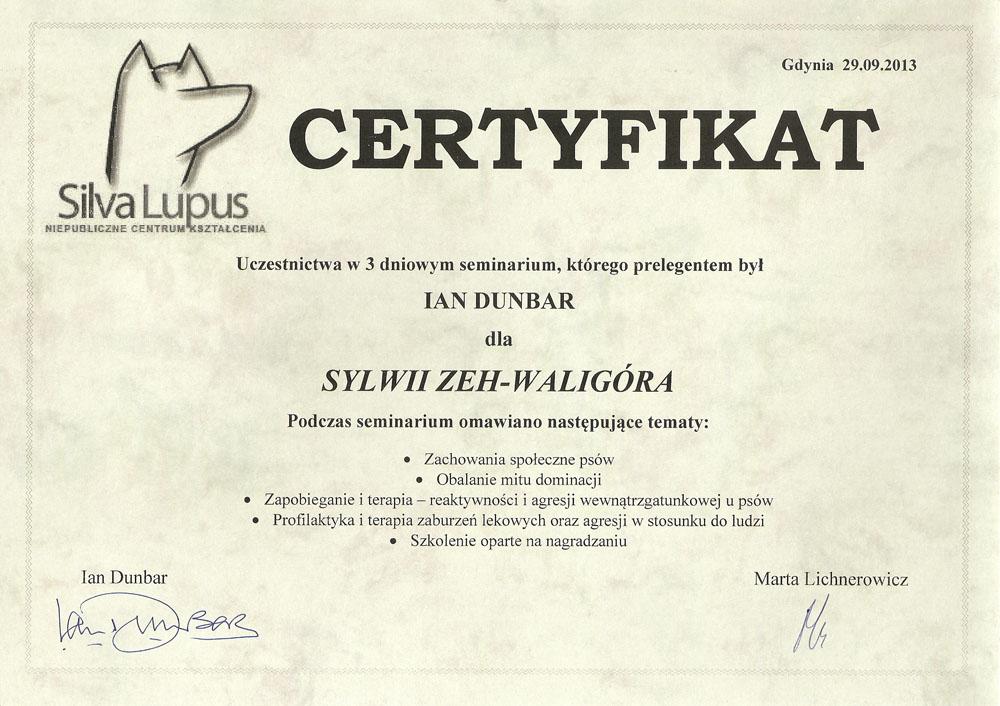 Gdynia 29.09.2013
CERTYFIKAT
Silva Lupus
NIEPUBLICZNE CENTRUM KSZTAŁCENIA
Uczestnictwa w 3 dniowym seminarium, którego prelegentem był
IAN DUNBAR
dla
SYLWII ZEH-WALIGÓRA
Podczas seminarium omawiano następujące tematy:
• Zachowania społeczne psów
• Obalanie mitu dominacji
• Zapobieganie i terapia – reaktywności i agresji wewnątrzgatunkowej u psów
• Profilaktyka i terapia zaburzeń lekowych oraz agresji w stosunku do ludzi
• Szkolenie oparte na nagradzaniu
Ian Dunbar
Marta Lichnerowicz
Ian Dunbar